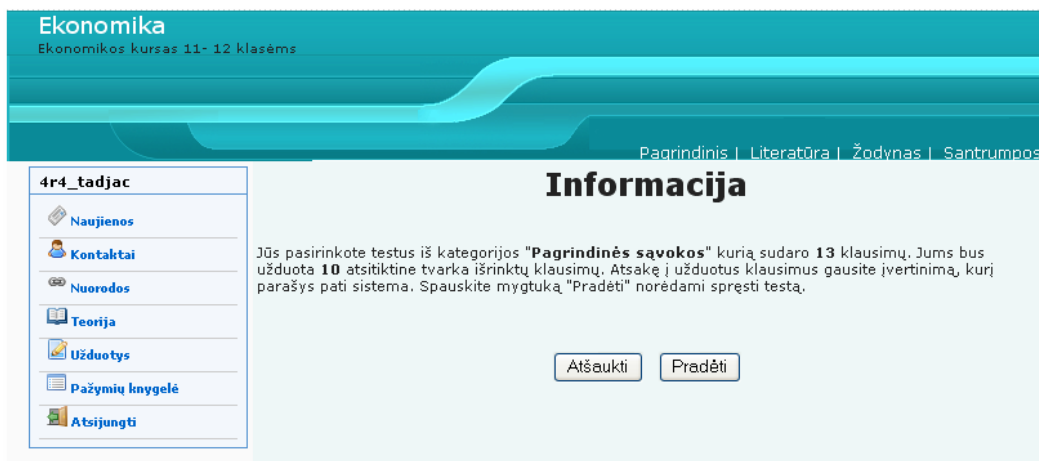 Ekonomika
Ekonomikos kursas 11- 12 klasėms
Pagrindinis | Literatūra | Žodynas | Santrumpos
4r4_tadjac
Naujienos
Kontaktai
Nuorodos
Teorija
Užduotys
Pažymių knygelė
Atsijungti
Informacija
Jūs pasirinkote testus iš kategorijos "Pagrindinės sąvokos" kurią sudaro 13 klausimų. Jums bus
užduota 10 atsitiktine tvarka išrinktų klausimų. Atsakę į užduotus klausimus gausite įvertinimą, kurį
parašys pati sistema. Spauskite mygtuką "Pradėti" norėdami spręsti testą.
Atšaukti Pradėti